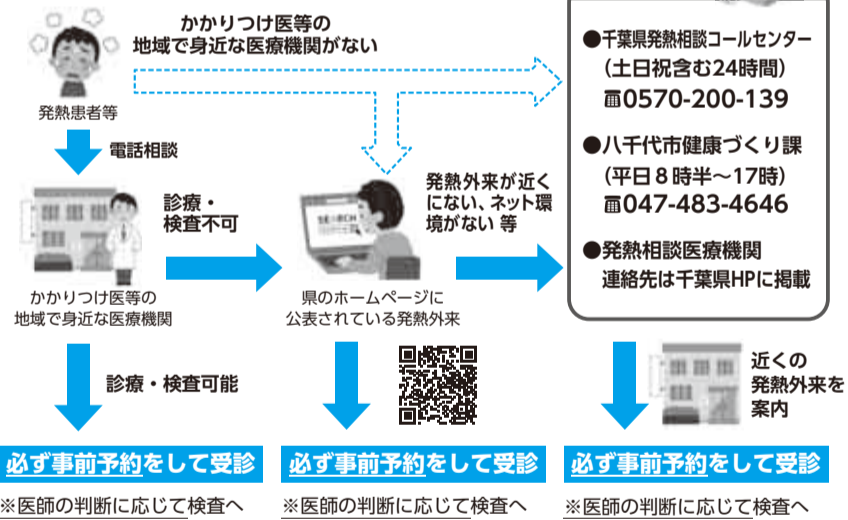 かかりつけ医等の
地域で身近な医療機関がない
発熱患者等
電話相談
診療・
検査不可
かかりつけ医等の
地域で身近な医療機関
診療・検査可能
必ず事前予約をして受診
※医師の判断に応じて検査へ
SEARCH
県のホームページに
公表されている発熱外来
発熱外来が近く
にない、ネット環
境がない 等
必ず事前予約をして受診
※医師の判断に応じて検査へ
●千葉県発熱相談コールセンター
(土日祝含む24時間)
☎0570-200-139
●八千代市健康づくり課
(平日8時半～17時)
☎047-483-4646
●発熱相談医療機関
連絡先は千葉県HPに掲載
近くの
発熱外来を
案内
必ず事前予約をして受診
※医師の判断に応じて検査へ